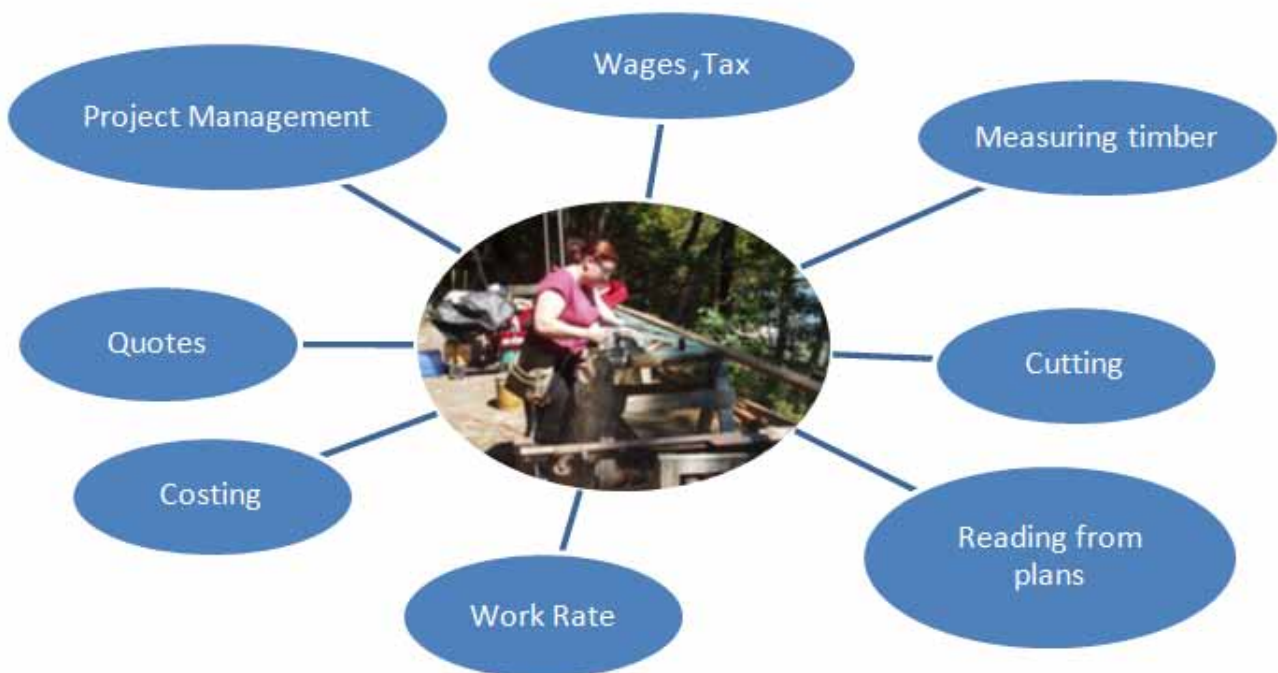 Wages ,Tax
Project Management
Measuring timber
Quotes
Cutting
Costing
Reading from
plans
Work Rate